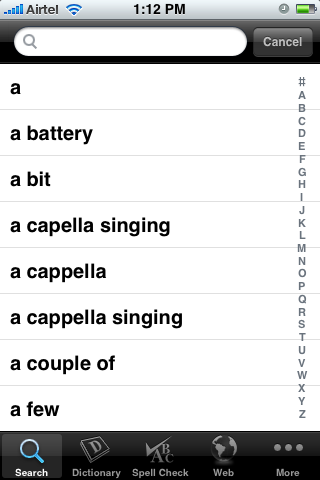 Airtel 1:12 PM
Cancel
a
a battery
a bit
a capella singing
a cappella
a cappella singing
a couple of
a few
#
A
B
C
D
E
F
G
H
I
J
K
L
M
N
O
P
Q
R
S
T
U
V
W
X
Y
Z
D
A B C
Search Dictionary Spell Check Web More